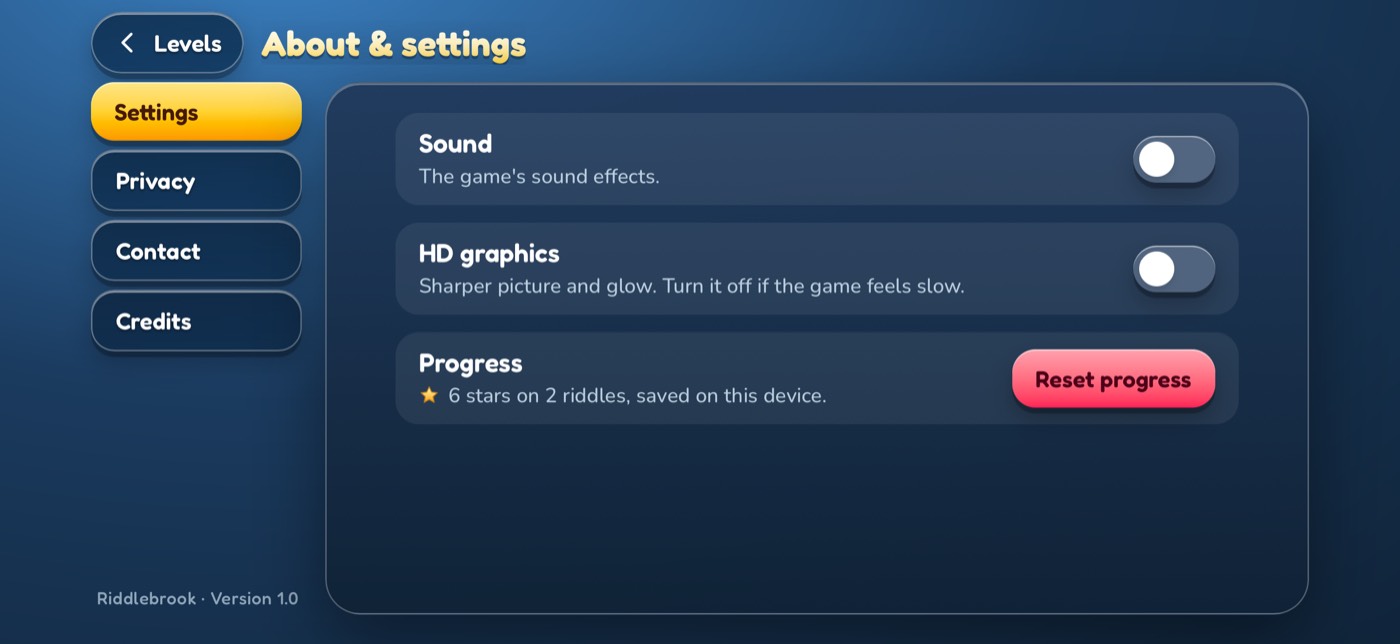 Levels
About & settings
Settings
Privacy
Contact
Credits
Sound
The game's sound effects.
HD graphics
Sharper picture and glow. Turn it off if the game feels slow.
Progress
6 stars on 2 riddles, saved on this device.
Reset progress
Riddlebrook · Version 1.0